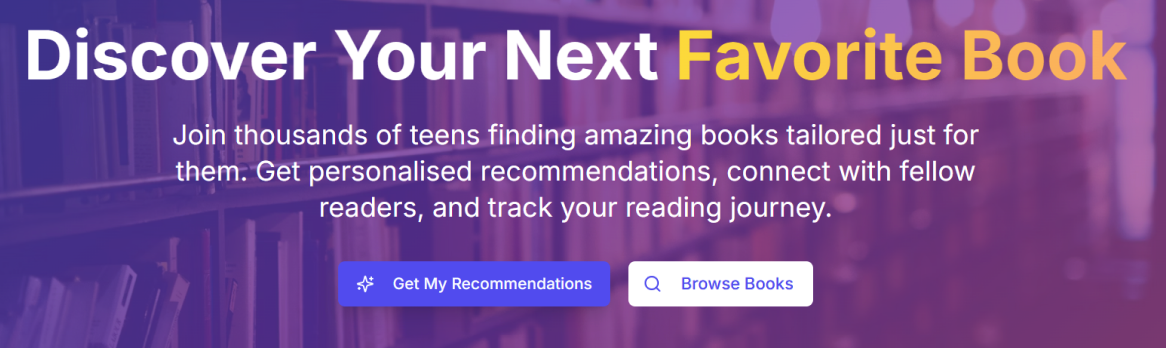 Discover Your Next Favorite Book
Join thousands of teens finding amazing books tailored just for
them. Get personalised recommendations, connect with fellow
readers, and track your reading journey.
Get My Recommendations
Browse Books